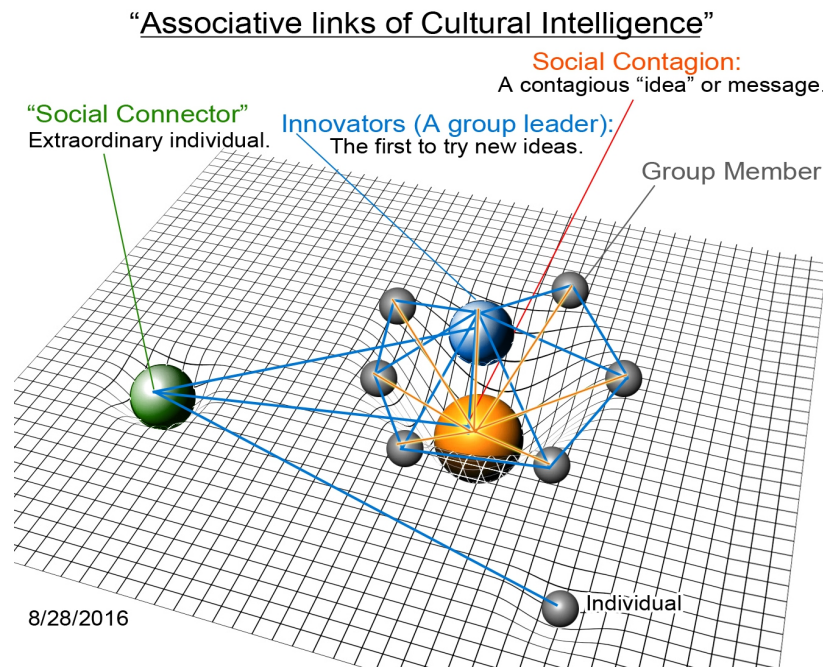 “Associative links of Cultural Intelligence”
Social Contagion:
A contagious “idea” or message.
“Social Connector”
Extraordinary individual.
Innovators (A group leader):
The first to try new ideas.
Group Member
Individual
8/28/2016